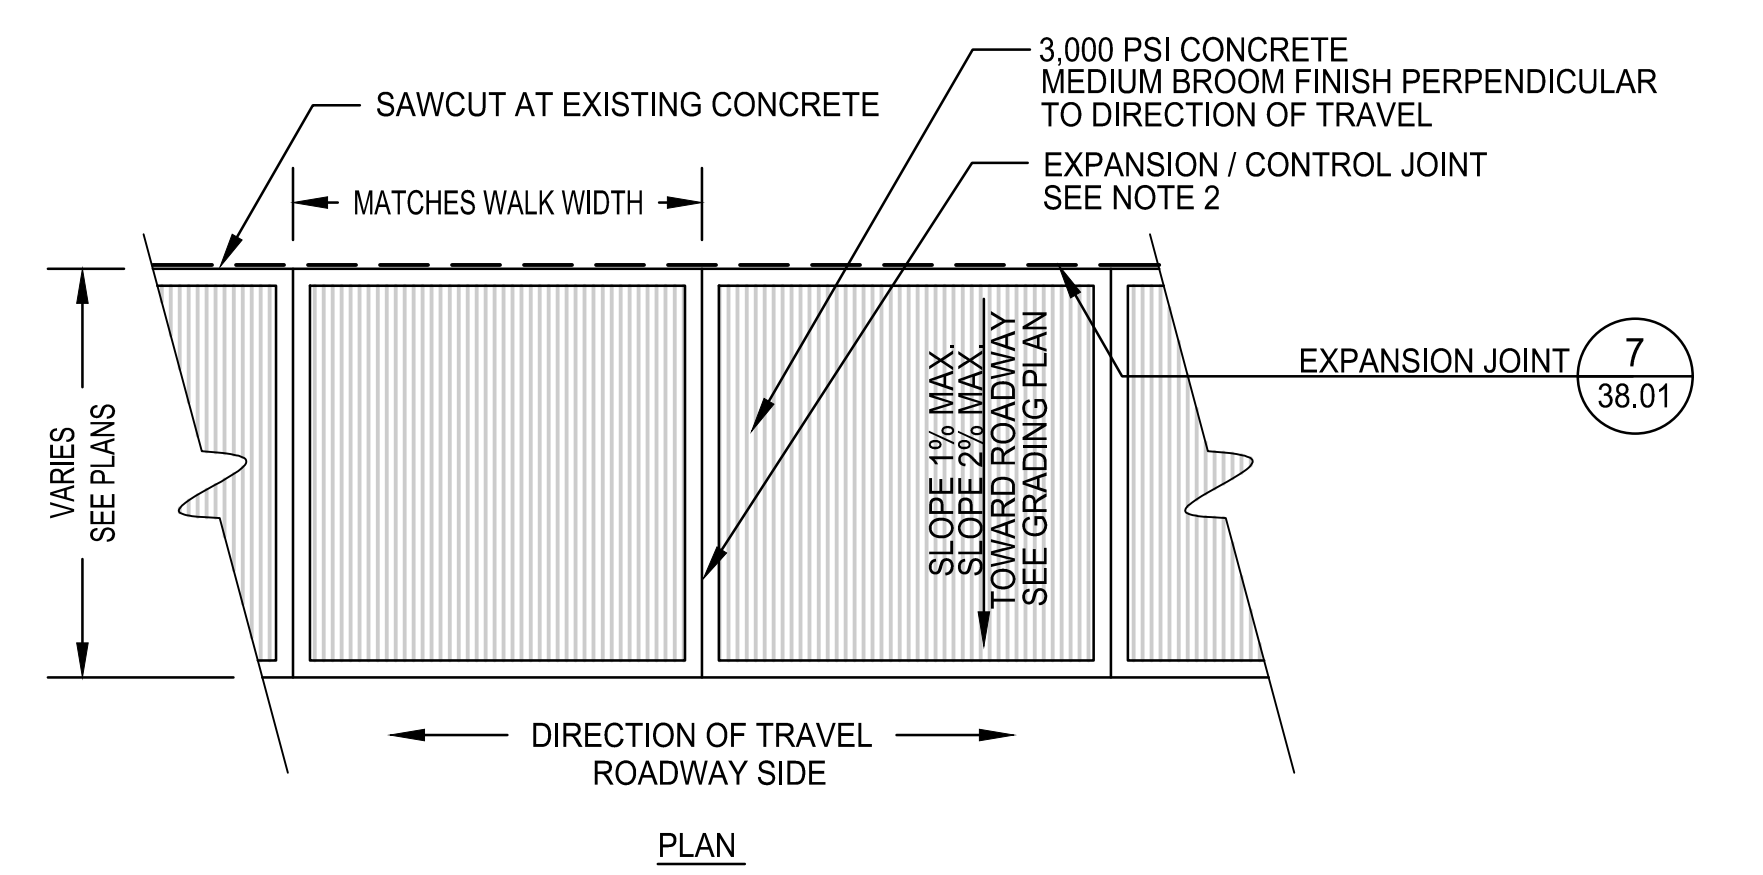 3,000 PSI CONCRETE
MEDIUM BROOM FINISH PERPENDICULAR
TO DIRECTION OF TRAVEL
SAWCUT AT EXISTING CONCRETE
EXPANSION / CONTROL JOINT
SEE NOTE 2
MATCHES WALK WIDTH
VARIES
SEE PLANS
SLOPE 1% MAX.
SLOPE 2% MAX.
TOWARD ROADWAY
SEE GRADING PLAN
EXPANSION JOINT
7
38.01
DIRECTION OF TRAVEL
ROADWAY SIDE
PLAN